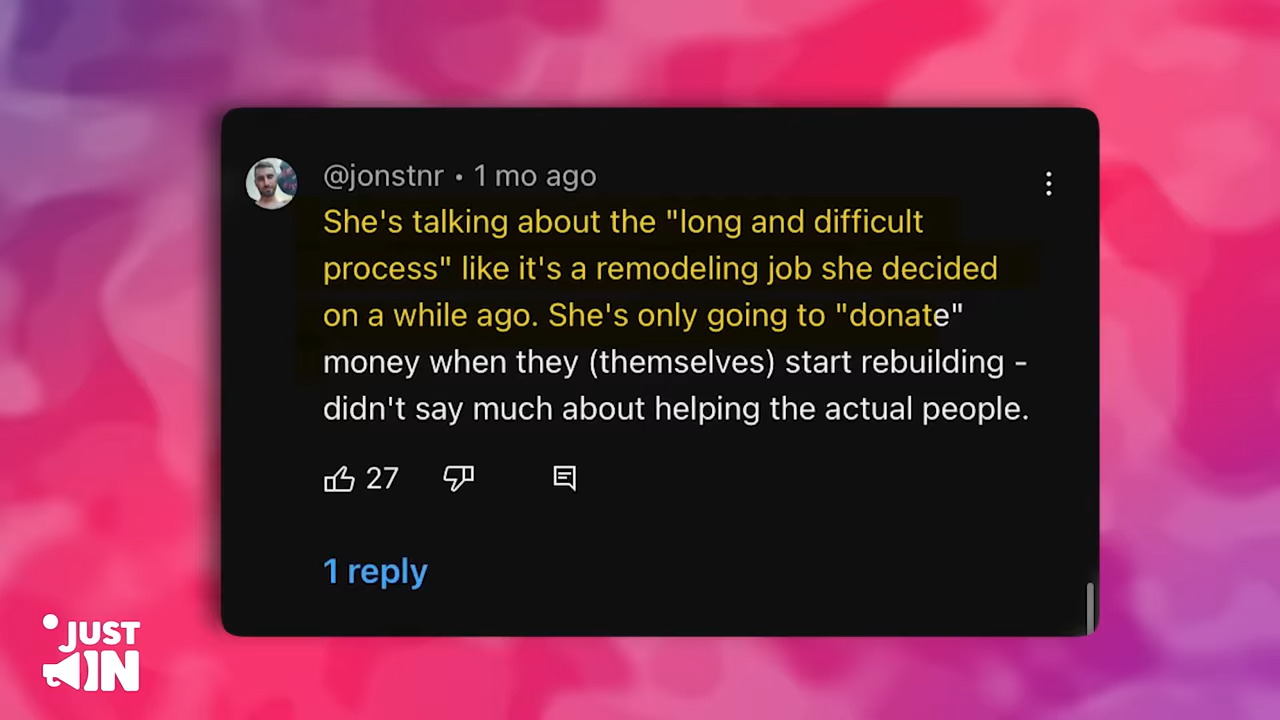 @jonstnr • 1 mo ago
She's talking about the "long and difficult
process" like it's a remodeling job she decided
on a while ago. She's only going to "donate"
money when they (themselves) start rebuilding -
didn't say much about helping the actual people.
27
1 reply
JUST
IN